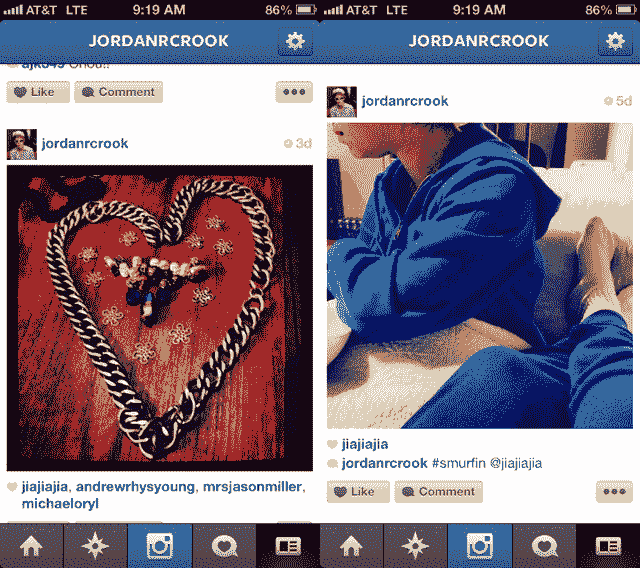 AT&T LTE 9:19 AM 86%
JORDANRCROOK
Like Comment
jordanrcrook 3d
jiajiajia, andrewrhysyoung, mrsjasonmiller,
michaeloryl
AT&T LTE 9:19 AM 86%
JORDANRCROOK
jordanrcrook 5d
jiajiajia
jordanrcrook #smurfin @jiajiajia
Like Comment